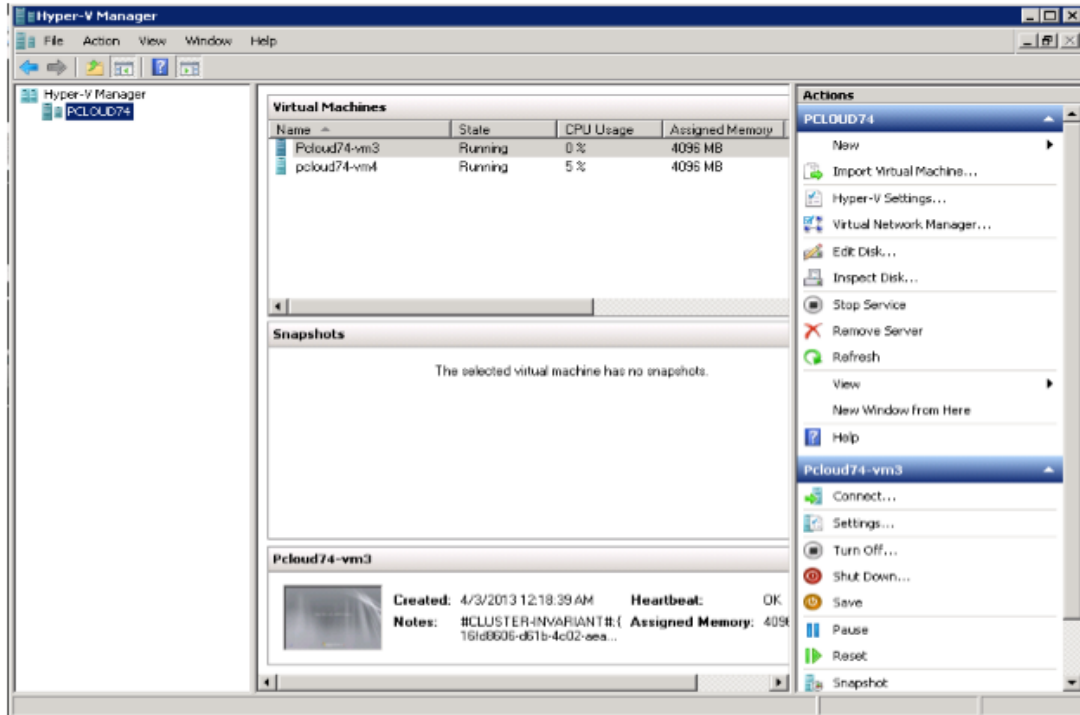 Hyper-V Manager
File Action View Window Help
Hyper-V Manager
PCLOUD74
Virtual Machines
Name State CPU Usage Assigned Memory
Pcloud74-vm3 Running 0 % 4096 MB
pcloud74-vm4 Running 5 % 4096 MB
Snapshots
The selected virtual machine has no snapshots.
Pcloud74-vm3
Created: 4/3/2013 12:18:39 AM Heartbeat: OK
Notes: #CLUSTER-INVARIANT#:{ Assigned Memory: 4096
16fd8606-d61b-4c02-aea...
Actions
PCLOUD74
New
Import Virtual Machine...
Hyper-V Settings...
Virtual Network Manager...
Edit Disk...
Inspect Disk...
Stop Service
Remove Server
Refresh
View
New Window from Here
Help
Pcloud74-vm3
Connect...
Settings...
Turn Off...
Shut Down...
Save
Pause
Reset
Snapshot